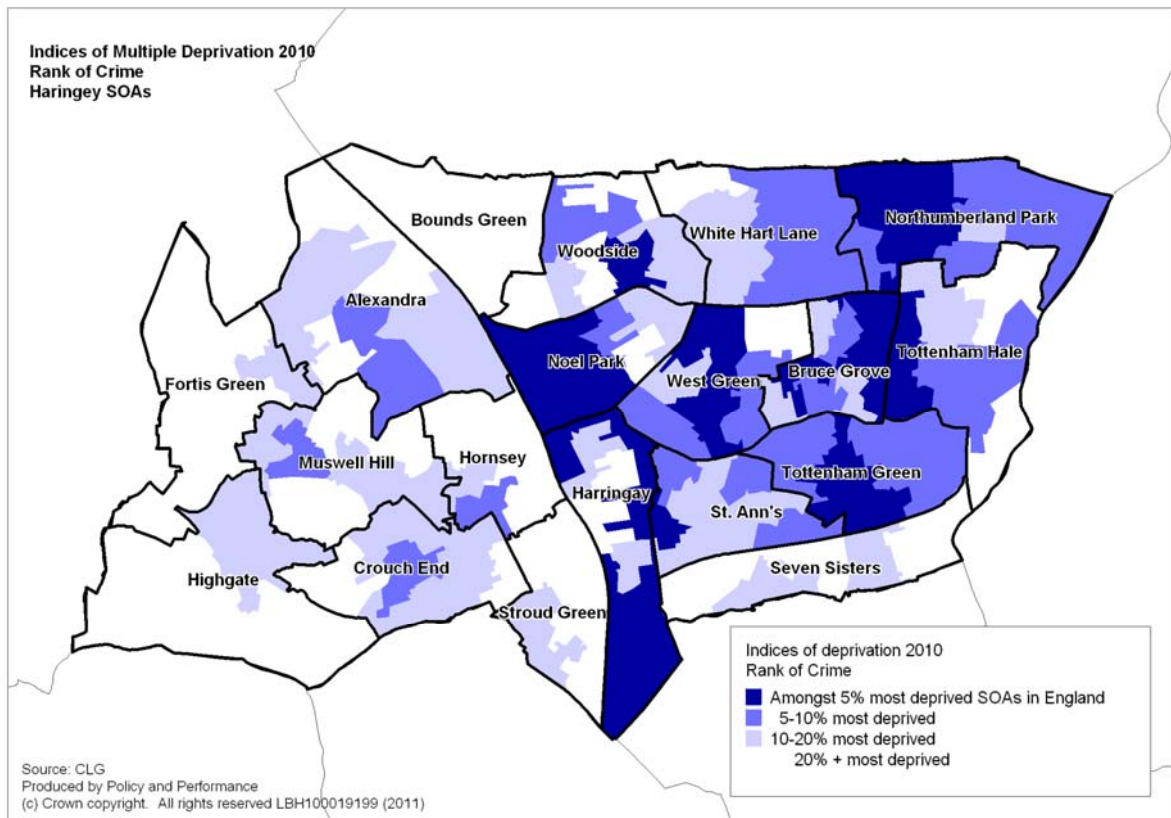 Indices of Multiple Deprivation 2010
Rank of Crime
Haringey SOAs
Bounds Green
Woodside
White Hart Lane
Northumberland Park
Alexandra
Noel Park
West Green
Bruce Grove
Tottenham Hale
Fortis Green
Muswell Hill
Hornsey
Harringay
Tottenham Green
St. Ann's
Highgate
Crouch End
Stroud Green
Seven Sisters
Indices of deprivation 2010
Rank of Crime
Amongst 5% most deprived SOAs in England
5-10% most deprived
10-20% most deprived
20% + most deprived
Source: CLG
Produced by Policy and Performance
(c) Crown copyright. All rights reserved LBH100019199 (2011)